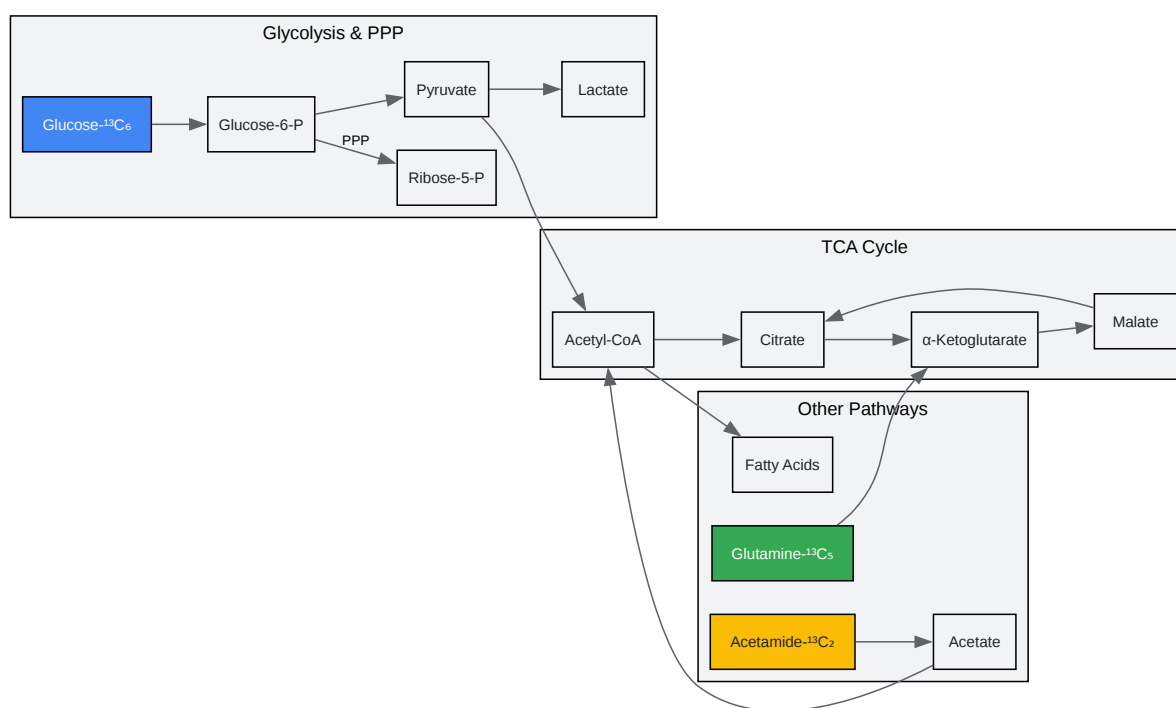 Glycolysis & PPP
Pyruvate
Lactate
Glucose-¹³C₆
Glucose-6-P
PPP
Ribose-5-P
TCA Cycle
Malate
Acetyl-CoA
Citrate
α-Ketoglutarate
Other Pathways
Fatty Acids
Glutamine-¹³C₅
Acetamide-¹³C₂
Acetate